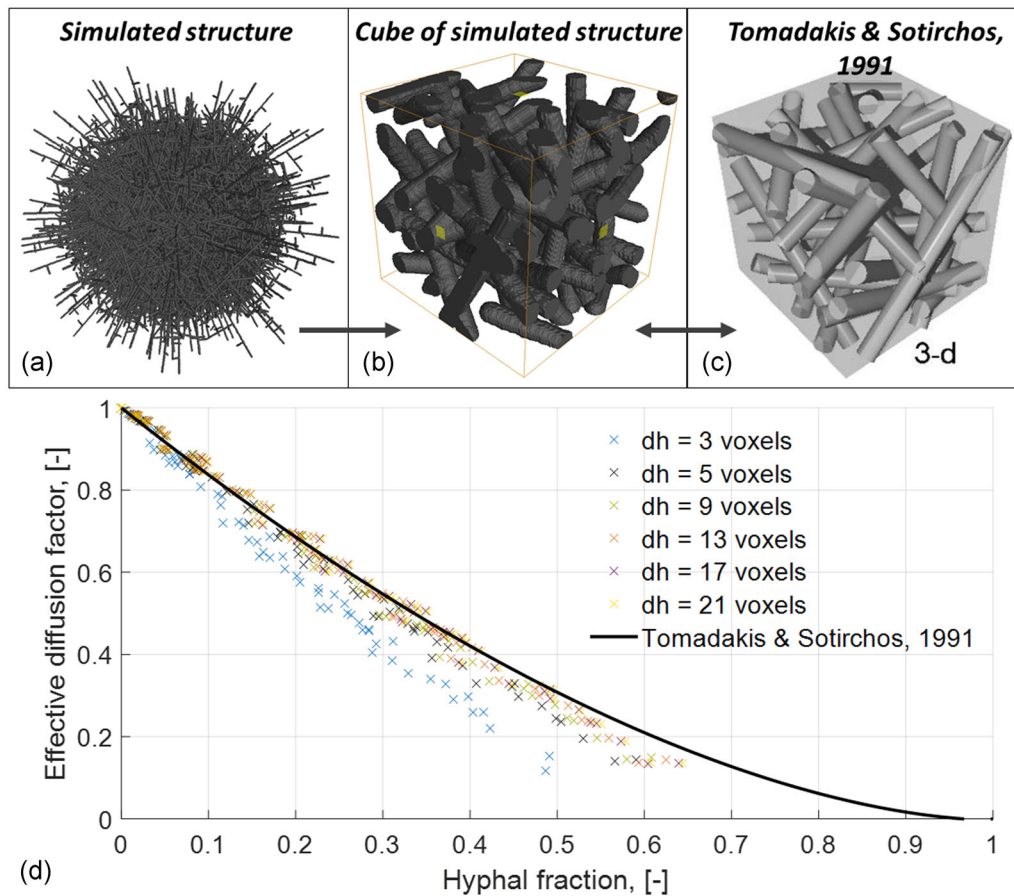 Simulated structure
(a)
Cube of simulated structure
(b)
Tomadakis & Sotirchos,
1991
3-d
(c)
Effective diffusion factor, [-]
1
0.8
0.6
0.4
0.2
0
0
0.1
0.2
0.3
0.4
0.5
0.6
0.7
0.8
0.9
1
Hyphal fraction, [-]
dh = 3 voxels
dh = 5 voxels
dh = 9 voxels
dh = 13 voxels
dh = 17 voxels
dh = 21 voxels
Tomadakis & Sotirchos, 1991
(d)